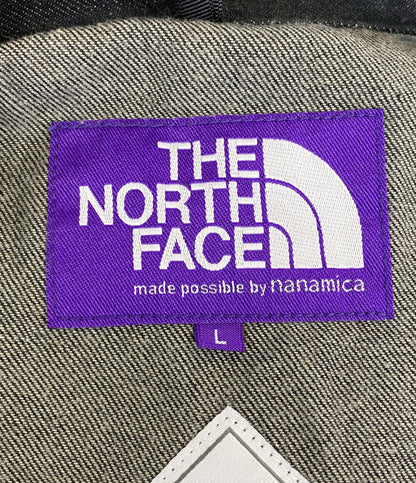 THE
NORTH
FACE
made possible by nanamica
L